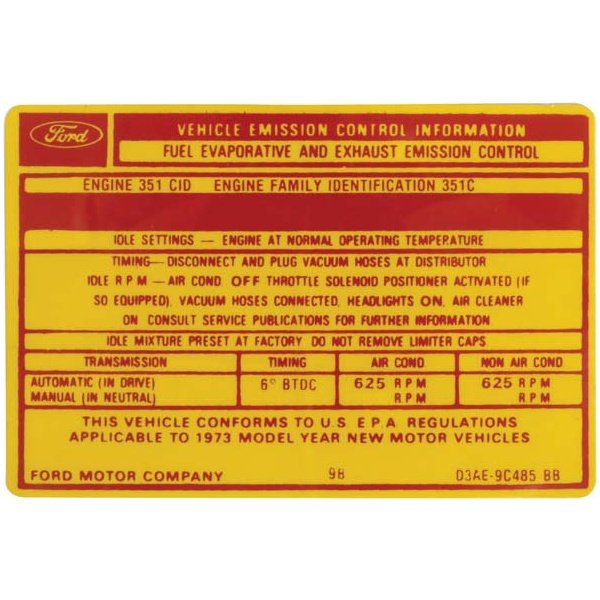 Ford
VEHICLE EMISSION CONTROL INFORMATION
FUEL EVAPORATIVE AND EXHAUST EMISSION CONTROL
ENGINE 351 CID ENGINE FAMILY IDENTIFICATION 351C
IDLE SETTINGS — ENGINE AT NORMAL OPERATING TEMPERATURE
TIMING— DISCONNECT AND PLUG VACUUM HOSES AT DISTRIBUTOR
IDLE R P M — AIR COND. OFF THROTTLE SOLENOID POSITIONER ACTIVATED (IF
SO EQUIPPED), VACUUM HOSES CONNECTED, HEADLIGHTS ON, AIR CLEANER
ON CONSULT SERVICE PUBLICATIONS FOR FURTHER INFORMATION
IDLE MIXTURE PRESET AT FACTORY DO NOT REMOVE LIMITER CAPS
TRANSMISSION TIMING AIR COND NON AIR COND
AUTOMATIC (IN DRIVE) 6° BTDC 625 RPM 625 RPM
MANUAL (IN NEUTRAL) RPM RPM
THIS VEHICLE CONFORMS TO U.S E.P.A REGULATIONS
APPLICABLE TO 1973 MODEL YEAR NEW MOTOR VEHICLES
FORD MOTOR COMPANY 98 D3AE-9C485 BB